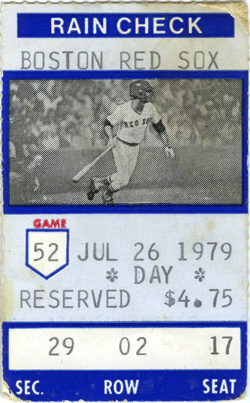 RAIN CHECK
BOSTON RED SOX
RED SOX
GAME
52 JUL 26 1979
* DAY *
RESERVED $4.75
29 02 17
SEC. ROW SEAT